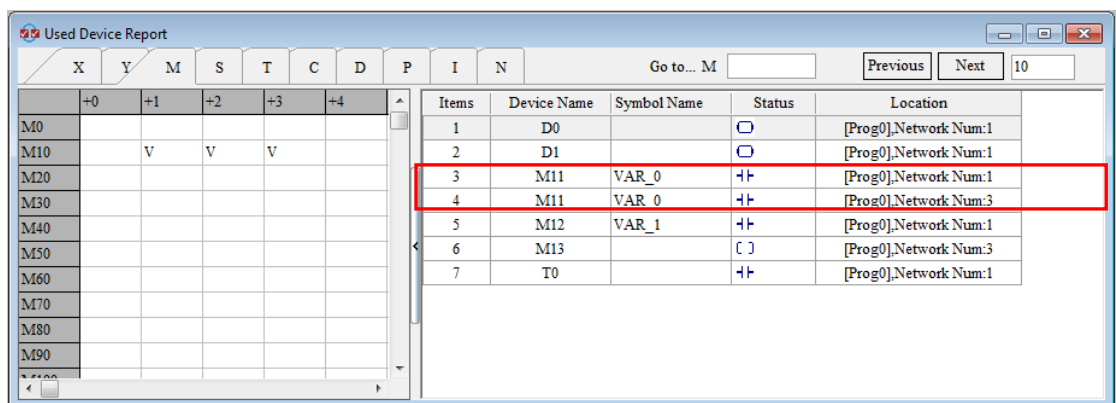 Used Device Report
X Y M S T C D P I N Go to... M Previous Next 10
+0 +1 +2 +3 +4
M0
M10 V V V
M20
M30
M40
M50
M60
M70
M80
M90
M100
Items Device Name Symbol Name Status Location
1 D0 [Prog0],Network Num:1
2 D1 [Prog0],Network Num:1
3 M11 VAR_0 [Prog0],Network Num:1
4 M11 VAR_0 [Prog0],Network Num:3
5 M12 VAR_1 [Prog0],Network Num:1
6 M13 [Prog0],Network Num:3
7 T0 [Prog0],Network Num:1